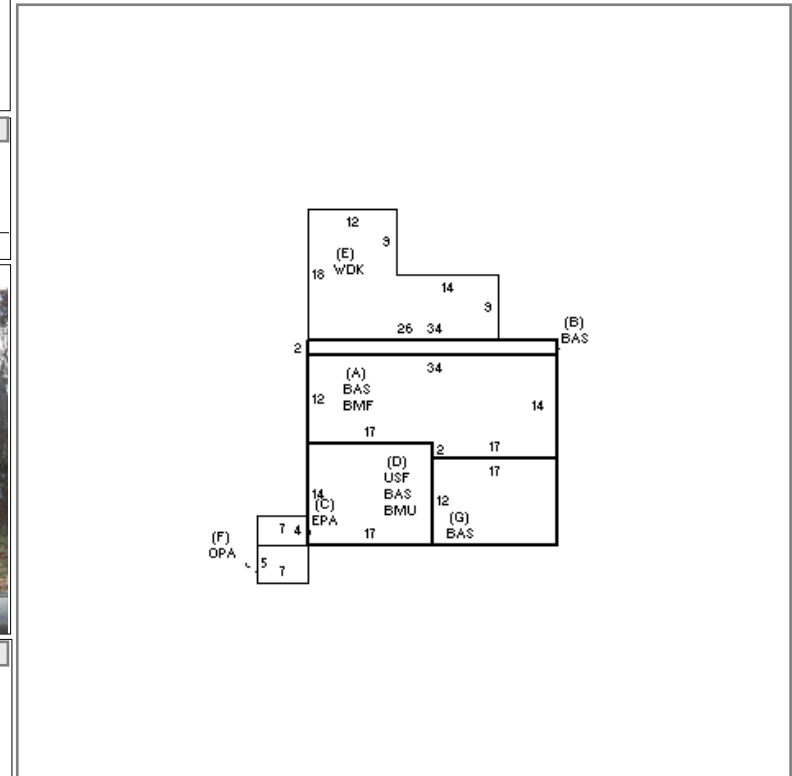 12
9
(E)
WDK
18
14
9
26 34
(B)
BAS
2
34
(A)
BAS
BMF
12
14
17
2
17
(D)
USF
BAS
BMU
17
14
(C)
EPA
12
(G)
BAS
17
7 4
(F)
OPA
5
7